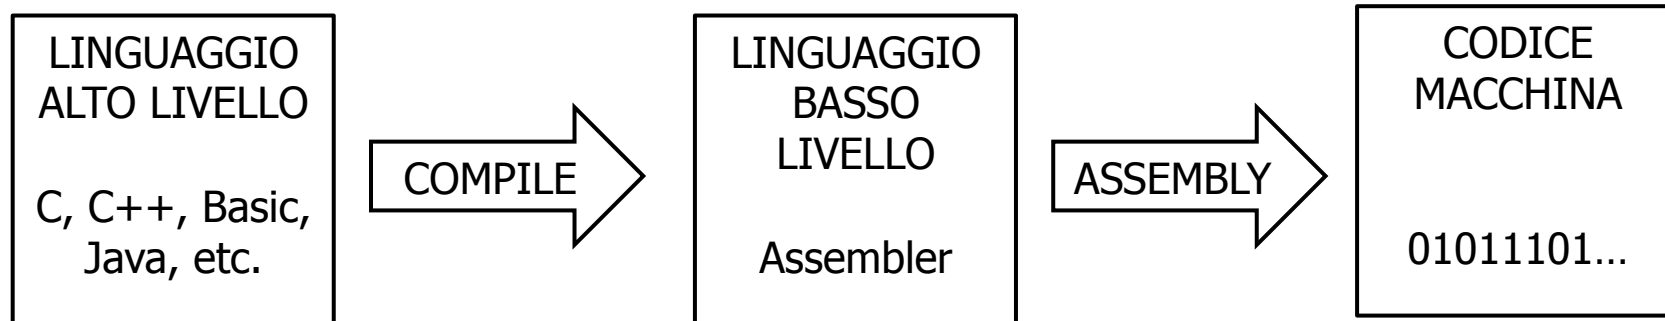 LINGUAGGIO
ALTO LIVELLO
C, C++, Basic,
Java, etc.
COMPILE
LINGUAGGIO
BASSO
LIVELLO
Assembler
ASSEMBLY
CODICE
MACCHINA
01011101...